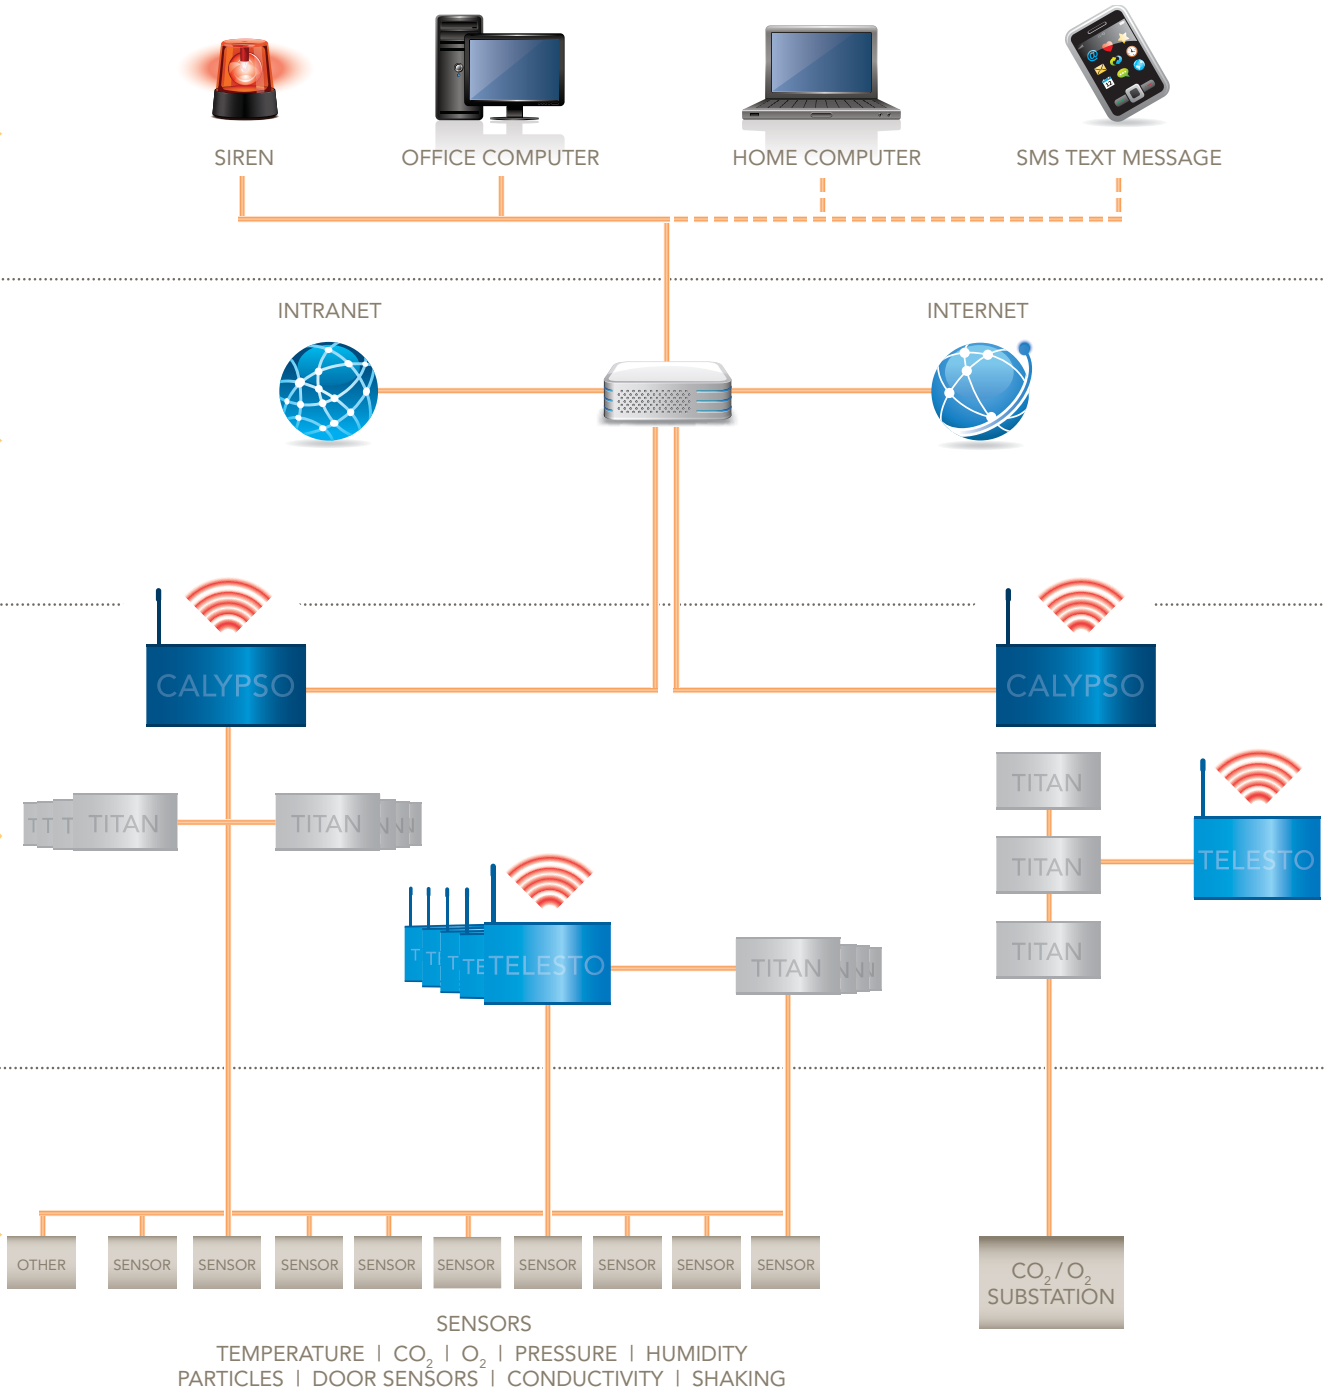 SIREN
OFFICE COMPUTER
HOME COMPUTER
SMS TEXT MESSAGE
INTRANET
INTERNET
CALYPSO
CALYPSO
TITAN
TELESTO
T T T TITAN
TITAN N N N
TITAN
T T T TE TELESTO
TITAN N N N
TITAN
OTHER
SENSOR
SENSOR
SENSOR
SENSOR
SENSOR
SENSOR
SENSOR
SENSOR
SENSOR
CO₂ / O₂
SUBSTATION
SENSORS
TEMPERATURE | CO₂ | O₂ | PRESSURE | HUMIDITY
PARTICLES | DOOR SENSORS | CONDUCTIVITY | SHAKING